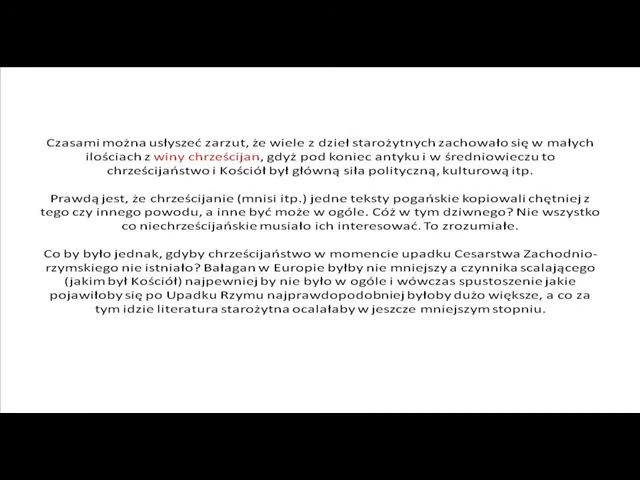 Czasami można usłyszeć zarzut, że wiele z dzieł starożytnych zachowało się w małych
ilościach z winy chrześcijan, gdyż pod koniec antyku i w średniowieczu to
chrześcijaństwo i Kościół był główną siła polityczną, kulturową itp.
Prawdą jest, że chrześcijanie (mnisi itp.) jedne teksty pogańskie kopiowali chętniej z
tego czy innego powodu, a inne być może w ogóle. Cóż w tym dziwnego? Nie wszystko
co niechrześcijańskie musiało ich interesować. To zrozumiałe.
Co by było jednak, gdyby chrześcijaństwo w momencie upadku Cesarstwa Zachodnio-
rzymskiego nie istniało? Bałagan w Europie byłby nie mniejszy a czynnika scalającego
(jakim był Kościół) najpewniej by nie było w ogóle i wówczas spustoszenie jakie
pojawiłoby się po Upadku Rzymu najprawdopodobniej byłoby dużo większe, a co za
tym idzie literatura starożytna ocalałaby w jeszcze mniejszym stopniu.